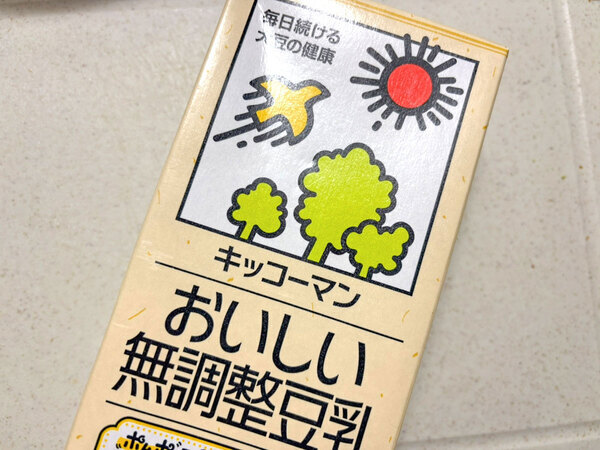 毎日続ける
大豆の健康
キッコーマン
おいしい
無調整豆乳